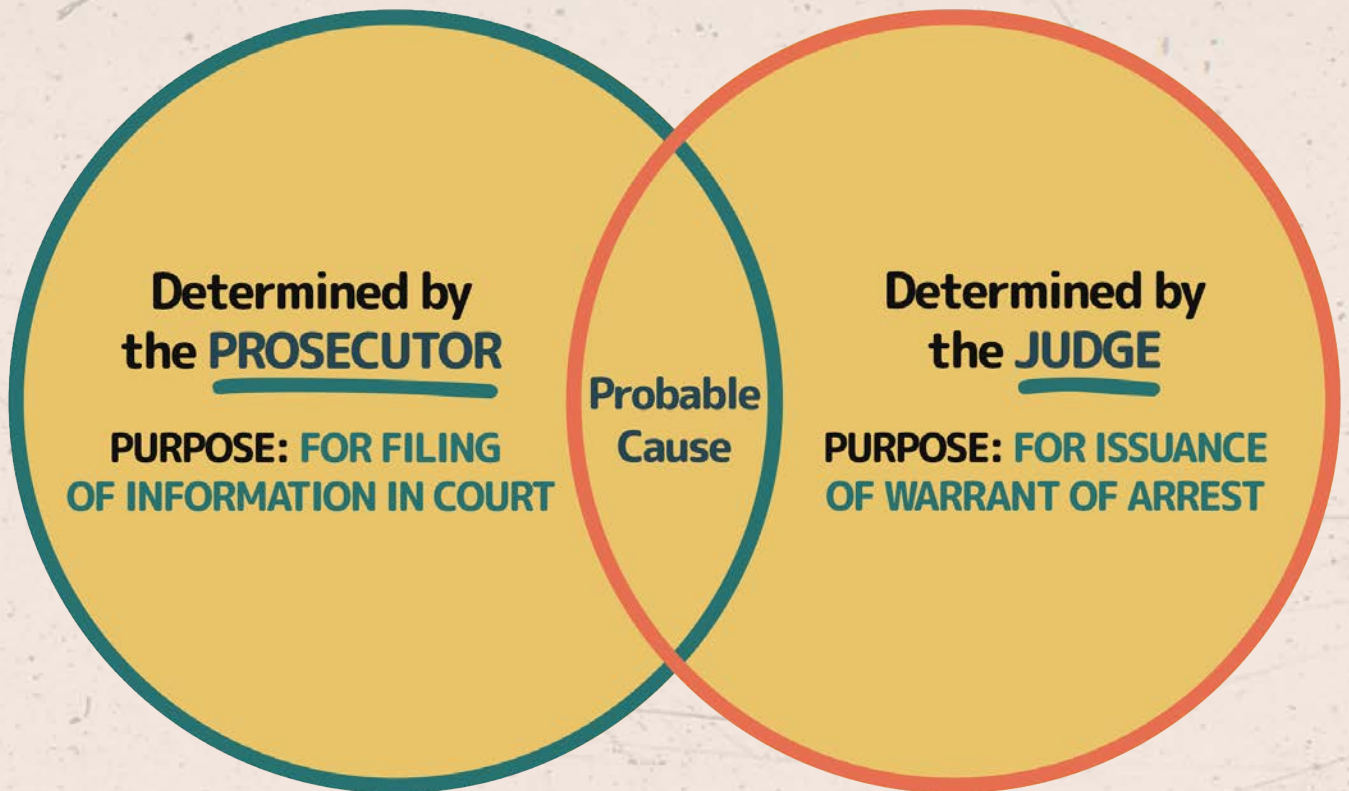 Determined by
the PROSECUTOR
PURPOSE: FOR FILING
OF INFORMATION IN COURT
Probable
Cause
Determined by
the JUDGE
PURPOSE: FOR ISSUANCE
OF WARRANT OF ARREST